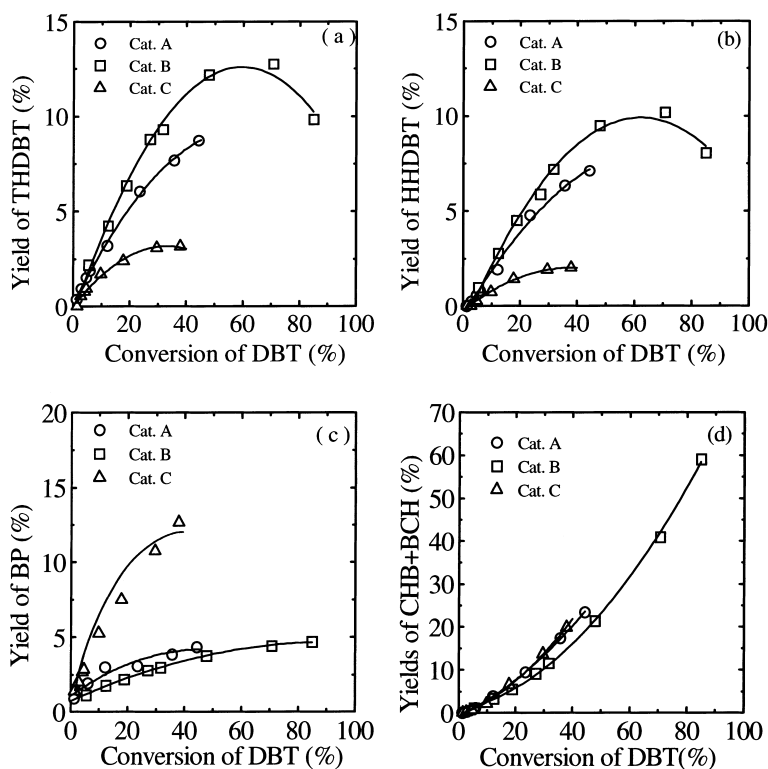 (a)
Cat. A
Cat. B
Cat. C
Yield of THDBT (%)
15
10
5
0
0 20 40 60 80 100
Conversion of DBT (%)
(b)
Cat. A
Cat. B
Cat. C
Yield of HHDBT (%)
15
10
5
0
0 20 40 60 80 100
Conversion of DBT (%)
(c)
Cat. A
Cat. B
Cat. C
Yield of BP (%)
20
15
10
5
0
0 20 40 60 80 100
Conversion of DBT (%)
(d)
Cat. A
Cat. B
Cat. C
Yields of CHB+BCH (%)
70
60
50
40
30
20
10
0
0 20 40 60 80 100
Conversion of DBT(%)